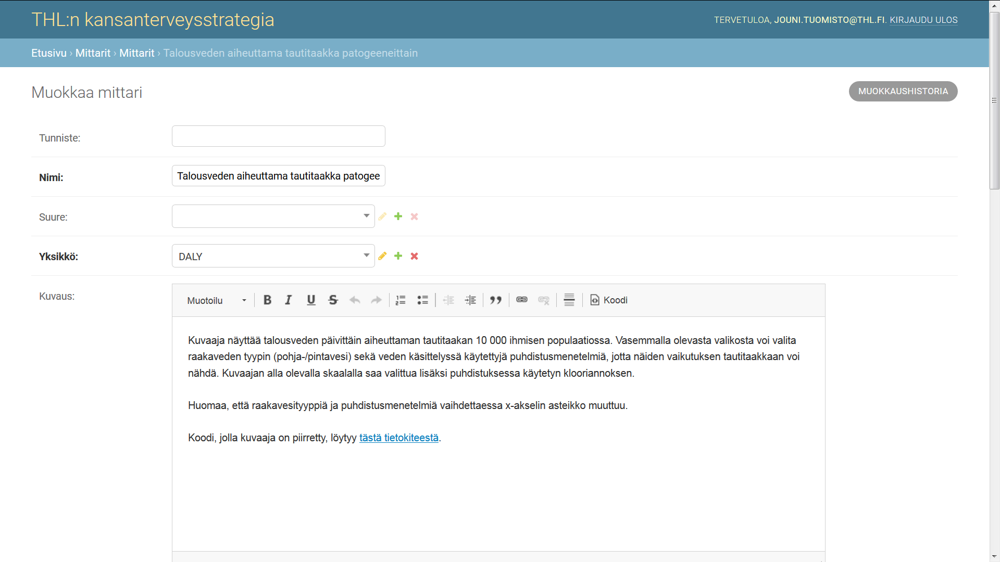 THL:n kansanterveysstrategia
TERVETULOA, JOUNI.TUOMISTO@THL.FI. KIRJAUDU ULOS
Etusivu › Mittarit › Mittarit › Talousveden aiheuttama tautitaakka patogeeneittain
Muokkaa mittari
MUOKKAUSHISTORIA
Tunniste:
Nimi:
Talousveden aiheuttama tautitaakka patogee
Suure:
Yksikkö:
DALY
Kuvaus:
Muotoilu
Koodi
Kuvaaja näyttää talousveden päivittäin aiheuttaman tautitaakan 10 000 ihmisen populaatiossa. Vasemmalla olevasta valikosta voi valita
raakaveden tyypin (pohja-/pintavesi) sekä veden käsittelyssä käytettyjä puhdistusmenetelmiä, jotta näiden vaikutuksen tautitaakkaan voi
nähdä. Kuvaajan alla olevalla skaalalla saa valittua lisäksi puhdistuksessa käytetyn klooriannoksen.
Huomaa, että raakavesityyppiä ja puhdistusmenetelmiä vaihdettaessa x-akselin asteikko muuttuu.
Koodi, jolla kuvaaja on piirretty, löytyy tästä tietokiteestä.